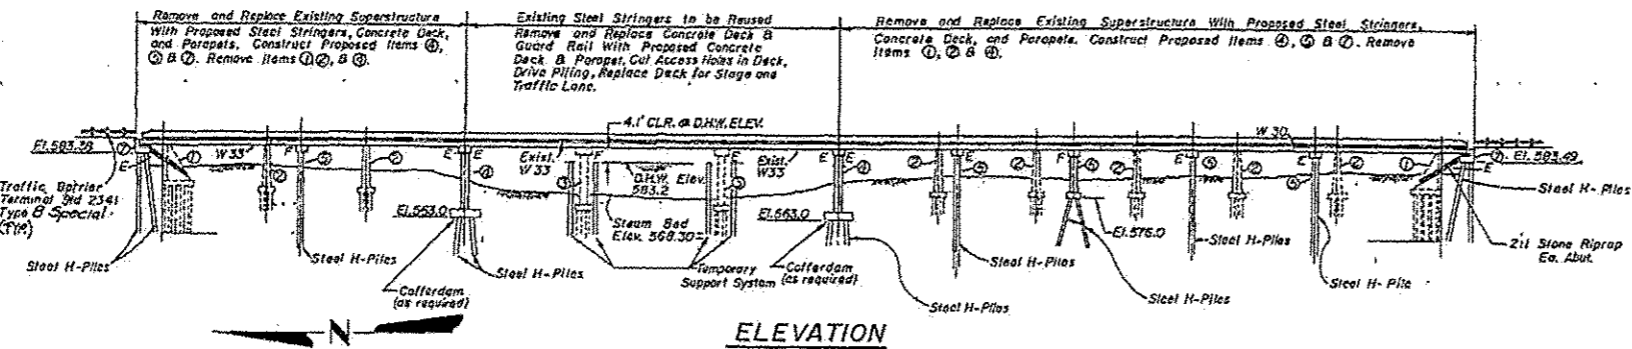 Remove and Replace Existing Superstructure
With Proposed Steel Stringers, Concrete Deck,
and Parapets. Construct Proposed Items ④,
⑤ & ⑦. Remove Items ①,②, & ③.
Existing Steel Stringers to be Reused
Remove and Replace Concrete Deck &
Guard Rail With Proposed Concrete
Deck & Parapet, Cut Access Holes in Deck,
Drive Piling, Replace Deck for Stage one
Traffic Lane.
Remove and Replace Existing Superstructure With Proposed Steel Stringers,
Concrete Deck, and Parapets. Construct Proposed Items ④, ⑤ & ⑦. Remove
Items ①, ② & ④.
4.1' CLR. @ D.H.W. ELEV.
W 30
El. 583.38
W 33
Exist.
W 33
D.H.W. Elev.
583.2
Exist.
W33
El. 583.49
E
F
E
E
F
E
E
E
E
Traffic Barrier
Terminal Std 2341
Type B Special
(Typ)
El. 563.0
Steam Bed
Elev. 568.30±
El. 563.0
El. 576.0
Steel H-Piles
Steel H-Piles
Steel H-Piles
Steel H-Piles
Cofferdam
(as required)
Temporary
Support System
Cofferdam
(as required)
Steel H-Piles
Steel H-Piles
Steel H-Piles
Steel H-Piles
Steel H-Pile
2'± Stone Riprap
Ea. Abut.
Steel H-Piles
N
ELEVATION